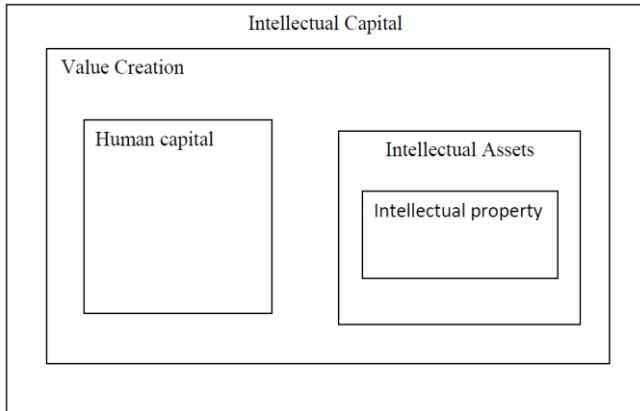 Intellectual Capital
Value Creation
Human capital
Intellectual Assets
Intellectual property